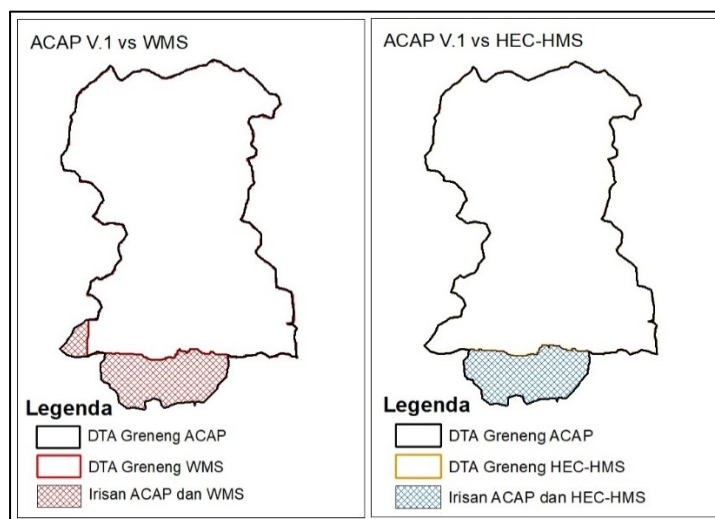 ACAP V.1 vs WMS
Legenda
DTA Greneng ACAP
DTA Greneng WMS
Irisan ACAP dan WMS
ACAP V.1 vs HEC-HMS
Legenda
DTA Greneng ACAP
DTA Greneng HEC-HMS
Irisan ACAP dan HEC-HMS